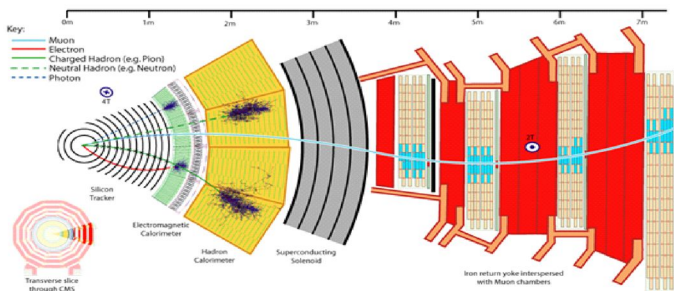 0m 1m 2m 3m 4m 5m 6m 7m
Key:
Muon
Electron
Charged Hadron (e.g. Pion)
Neutral Hadron (e.g. Neutron)
Photon
4T
2T
Silicon
Tracker
Electromagnetic
Calorimeter
Hadron
Calorimeter
Superconducting
Solenoid
Iron return yoke interspersed
with Muon chambers
Transverse slice
through CMS